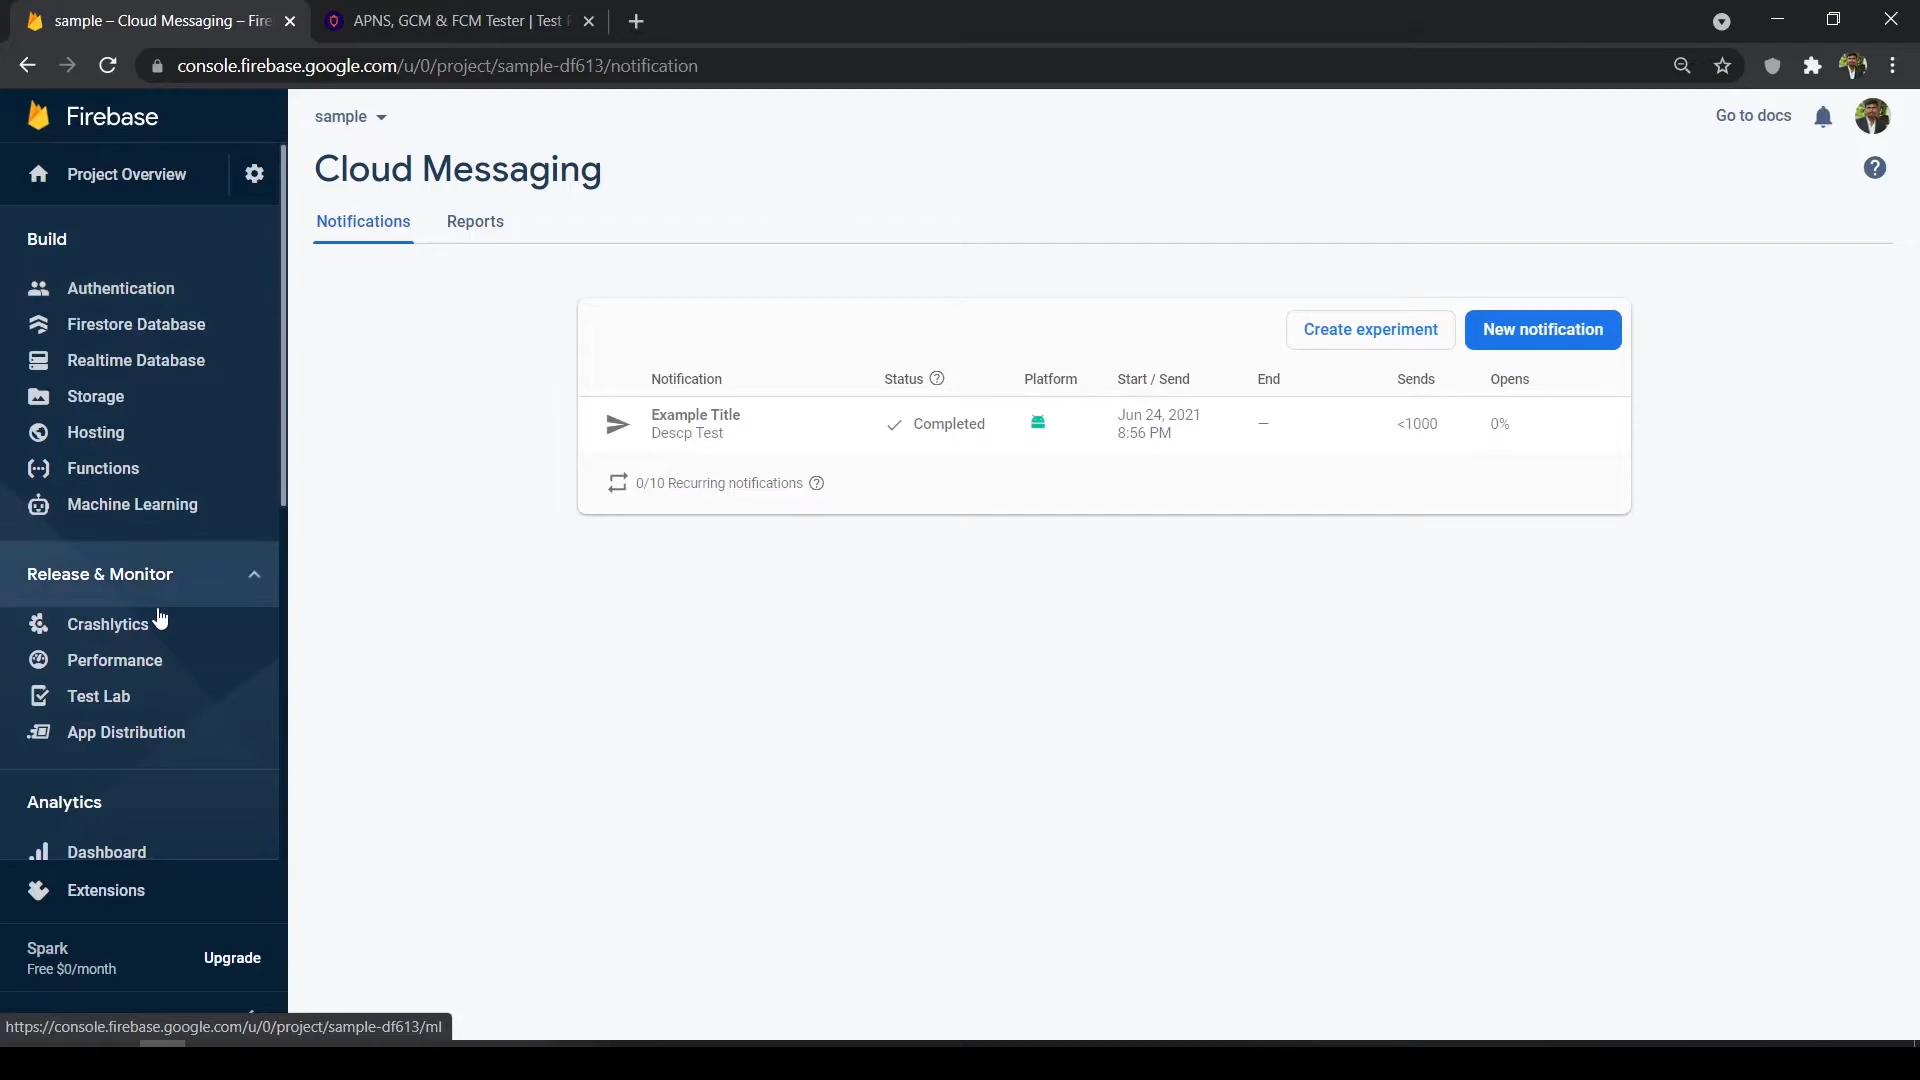 sample – Cloud Messaging – Fire
APNS, GCM & FCM Tester | Test
console.firebase.google.com/u/0/project/sample-df613/notification
Firebase
sample
Go to docs
Project Overview
Cloud Messaging
Notifications
Reports
Build
Authentication
Firestore Database
Realtime Database
Storage
Hosting
Functions
Machine Learning
Create experiment
New notification
Notification
Status
Platform
Start / Send
End
Sends
Opens
Example Title
Descp Test
Completed
Jun 24, 2021
8:56 PM
–
<1000
0%
0/10 Recurring notifications
Release & Monitor
Crashlytics
Performance
Test Lab
App Distribution
Analytics
Dashboard
Extensions
Spark
Free $0/month
Upgrade
https://console.firebase.google.com/u/0/project/sample-df613/ml